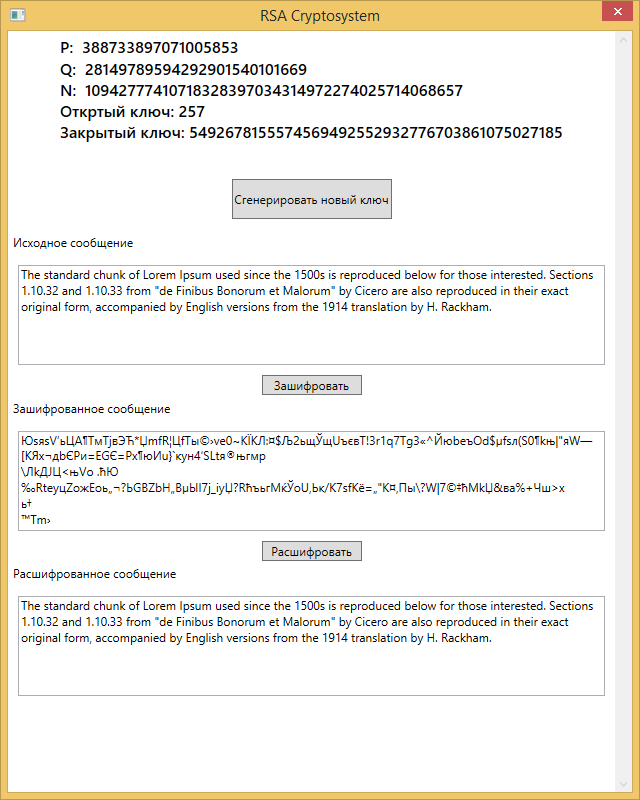 RSA Cryptosystem
P: 388733897071005853
Q: 28149789594292901540101669
N: 10942777410718328397034314972274025714068657
Откртый ключ: 257
Закрытый ключ: 5492678155574569492552932776703861075027185
Сгенерировать новый ключ
Исходное сообщение
The standard chunk of Lorem Ipsum used since the 1500s is reproduced below for those interested. Sections
1.10.32 and 1.10.33 from "de Finibus Bonorum et Malorum" by Cicero are also reproduced in their exact
original form, accompanied by English versions from the 1914 translation by H. Rackham.
Зашифровать
Зашифрованное сообщение
Расшифровать
Расшифрованное сообщение
The standard chunk of Lorem Ipsum used since the 1500s is reproduced below for those interested. Sections
1.10.32 and 1.10.33 from "de Finibus Bonorum et Malorum" by Cicero are also reproduced in their exact
original form, accompanied by English versions from the 1914 translation by H. Rackham.